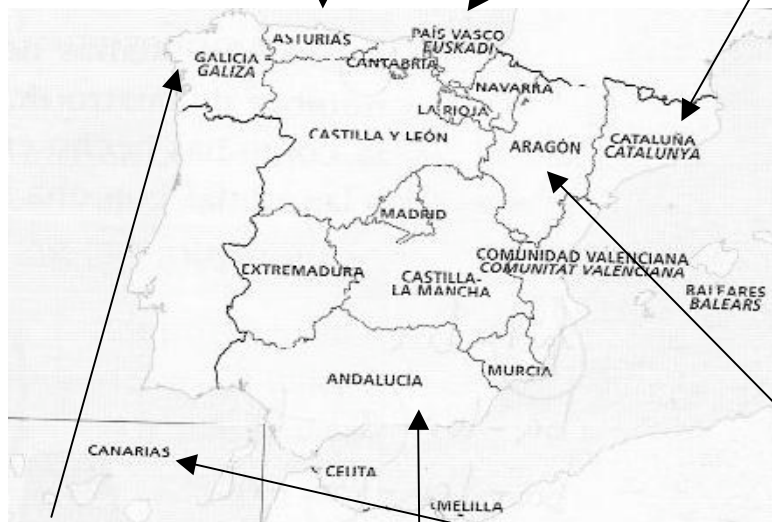 ASTURIAS
PAÍS VASCO
EUSKADI
GALICIA
GALIZA
CANTABRIA
NAVARRA
LA RIOJA
CASTILLA Y LEÓN
ARAGÓN
CATALUÑA
CATALUNYA
MADRID
COMUNIDAD VALENCIANA
COMUNITAT VALENCIANA
EXTREMADURA
CASTILLA-
LA MANCHA
BALEARES
BALEARS
ANDALUCIA
MURCIA
CANARIAS
CEUTA
MELILLA